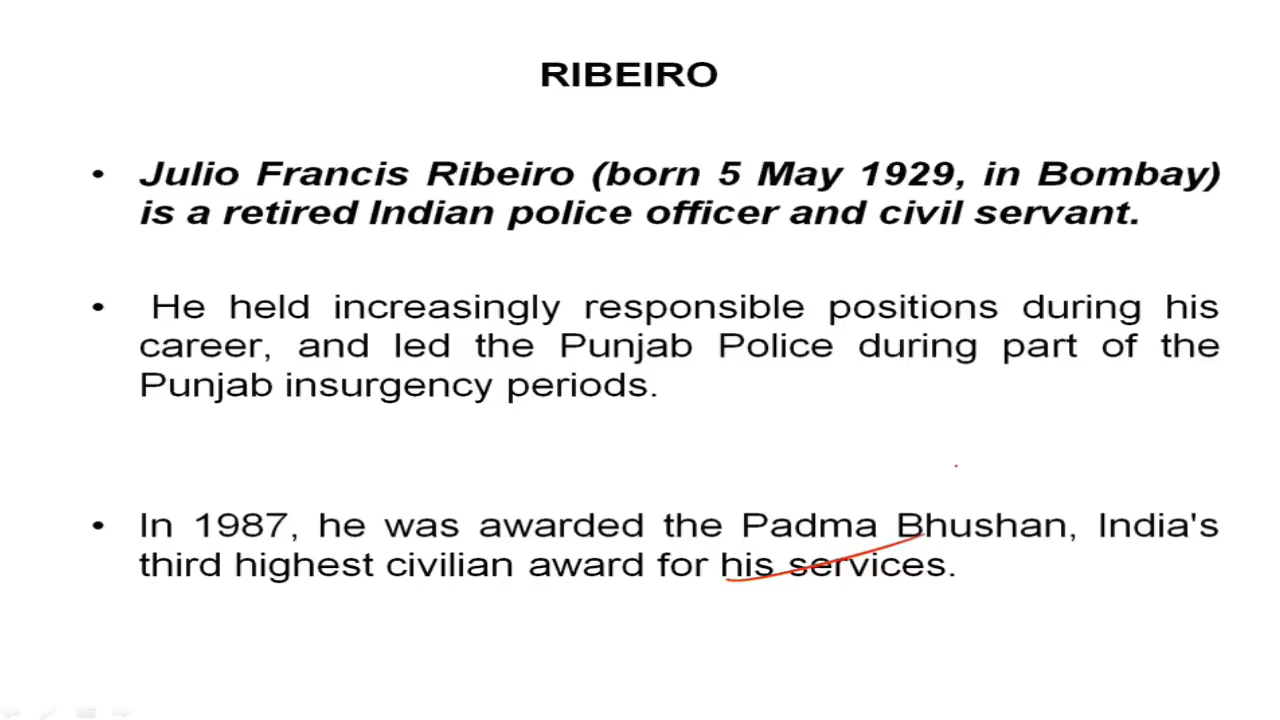 RIBEIRO
• Julio Francis Ribeiro (born 5 May 1929, in Bombay)
is a retired Indian police officer and civil servant.
• He held increasingly responsible positions during his
career, and led the Punjab Police during part of the
Punjab insurgency periods.
• In 1987, he was awarded the Padma Bhushan, India's
third highest civilian award for his services.